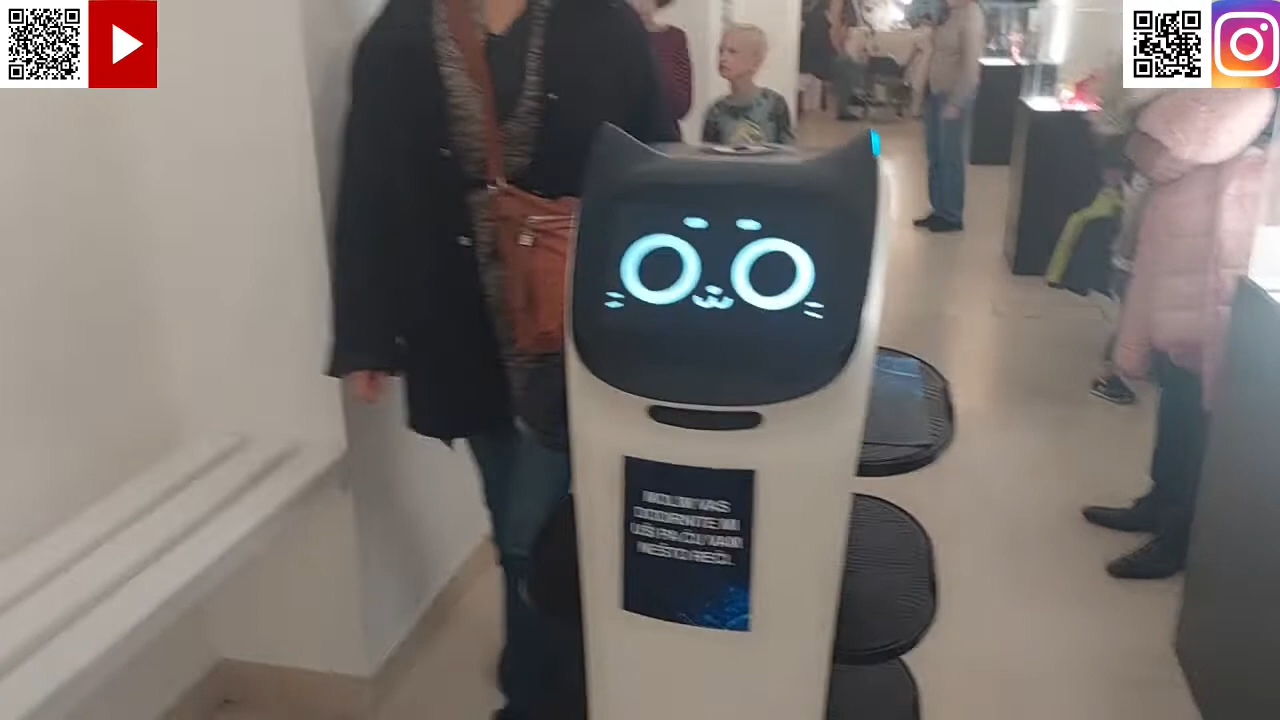 MOLIM VAS
DODIRNITE MI
UŠI PA ĆU VAM
NEŠTO REĆI.